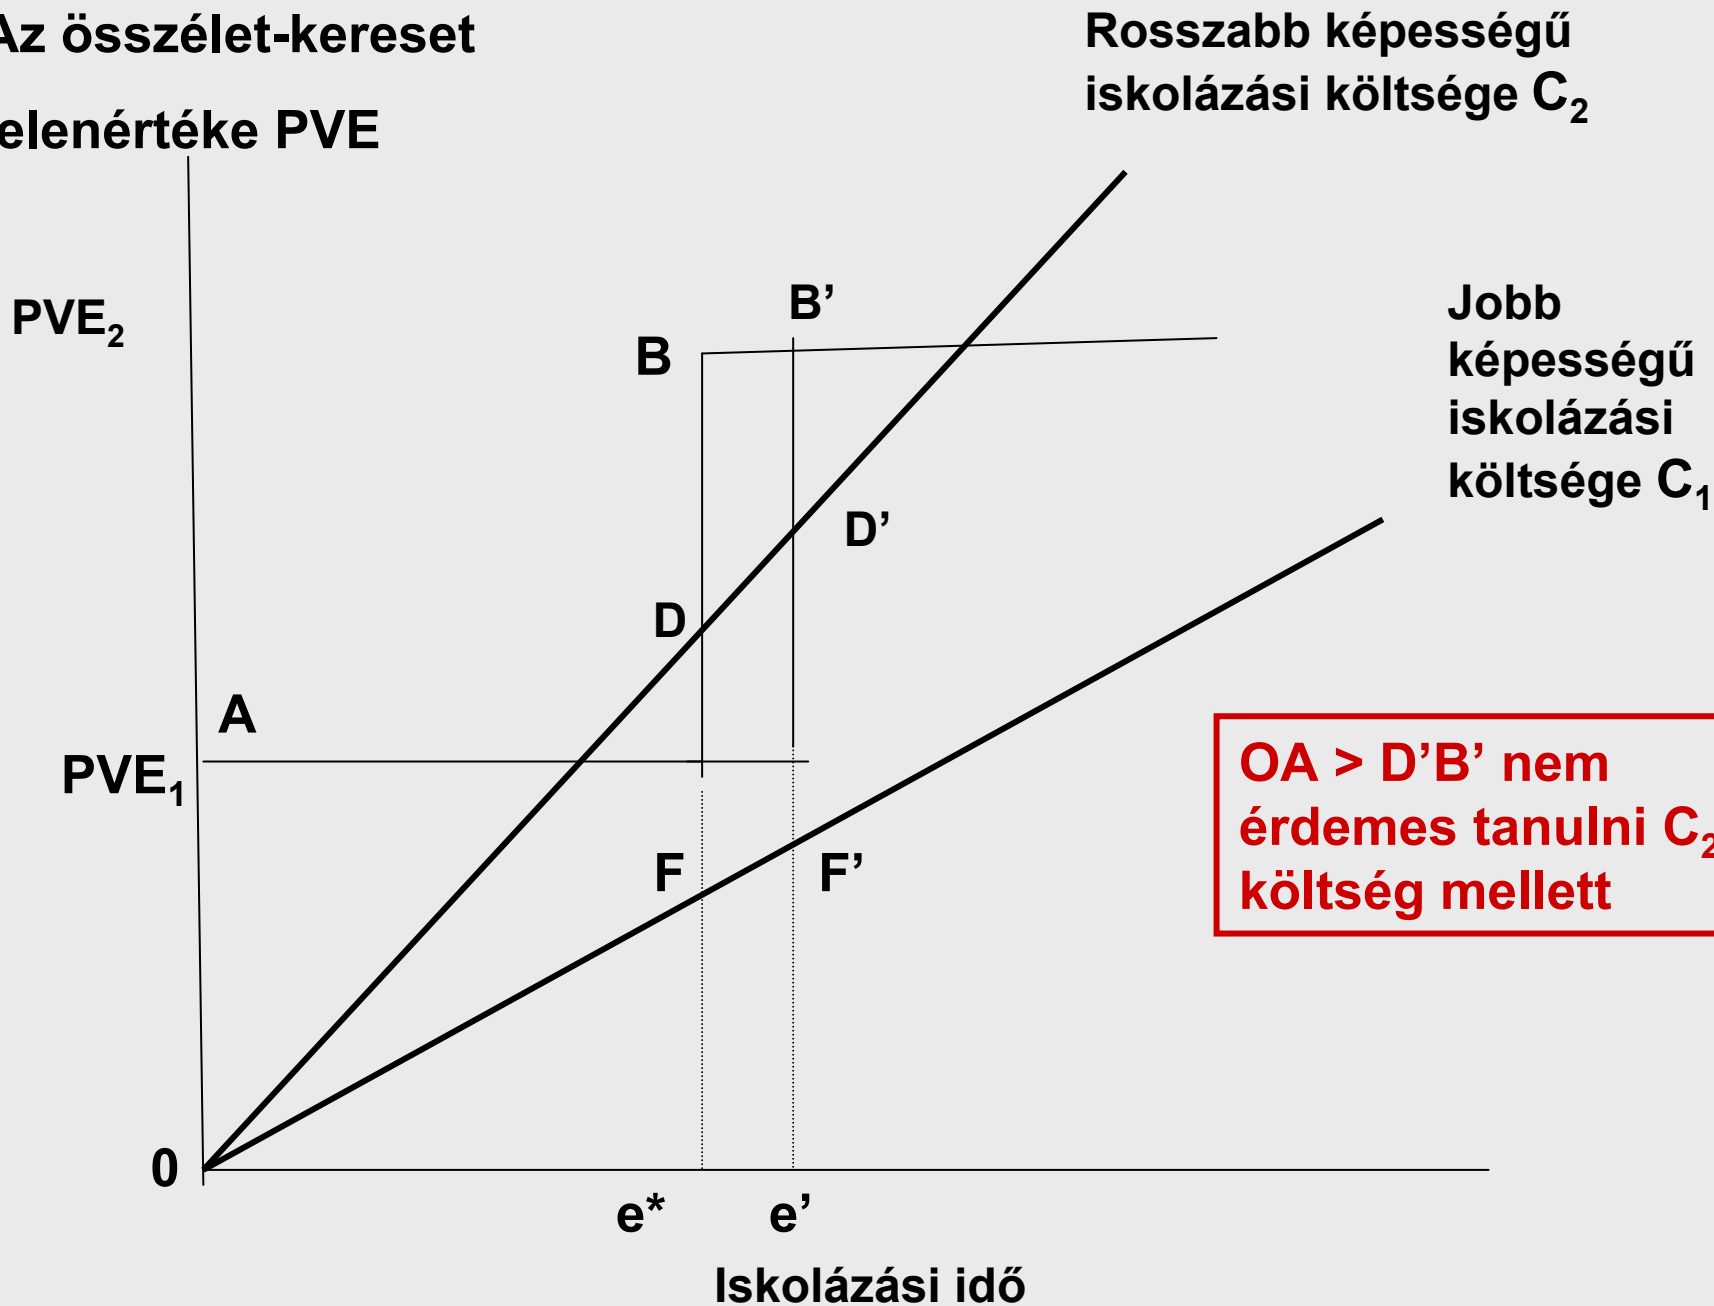 Az összélet-kereset
elenértéke PVE
Rosszabb képességű
iskolázási költsége C₂
PVE₂
B
B’
Jobb
képességű
iskolázási
költsége C₁
D’
D
A
PVE₁
OA > D’B’ nem
érdemes tanulni C₂
költség mellett
F
F’
0
e*
e’
Iskolázási idő